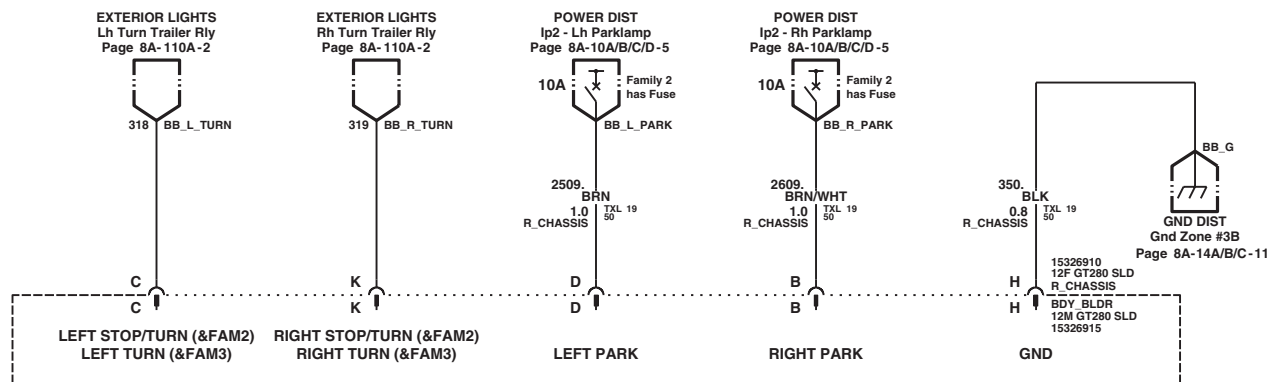 EXTERIOR LIGHTS
Lh Turn Trailer Rly
Page 8A-110A-2
318
BB_L_TURN
EXTERIOR LIGHTS
Rh Turn Trailer Rly
Page 8A-110A-2
319
BB_R_TURN
POWER DIST
Ip2 - Lh Parklamp
Page 8A-10A/B/C/D-5
10A
Family 2
has Fuse
BB_L_PARK
2509.
BRN
1.0
TXL 19
50
R_CHASSIS
POWER DIST
Ip2 - Rh Parklamp
Page 8A-10A/B/C/D-5
10A
Family 2
has Fuse
BB_R_PARK
2609.
BRN/WHT
1.0
TXL 19
50
R_CHASSIS
350.
BLK
0.8
TXL 19
50
R_CHASSIS
BB_G
GND DIST
Gnd Zone #3B
Page 8A-14A/B/C-11
15326910
12F GT280 SLD
R_CHASSIS
BDY_BLDR
12M GT280 SLD
15326915
C
C
LEFT STOP/TURN (&FAM2)
LEFT TURN (&FAM3)
K
K
RIGHT STOP/TURN (&FAM2)
RIGHT TURN (&FAM3)
D
D
LEFT PARK
B
B
RIGHT PARK
H
H
GND